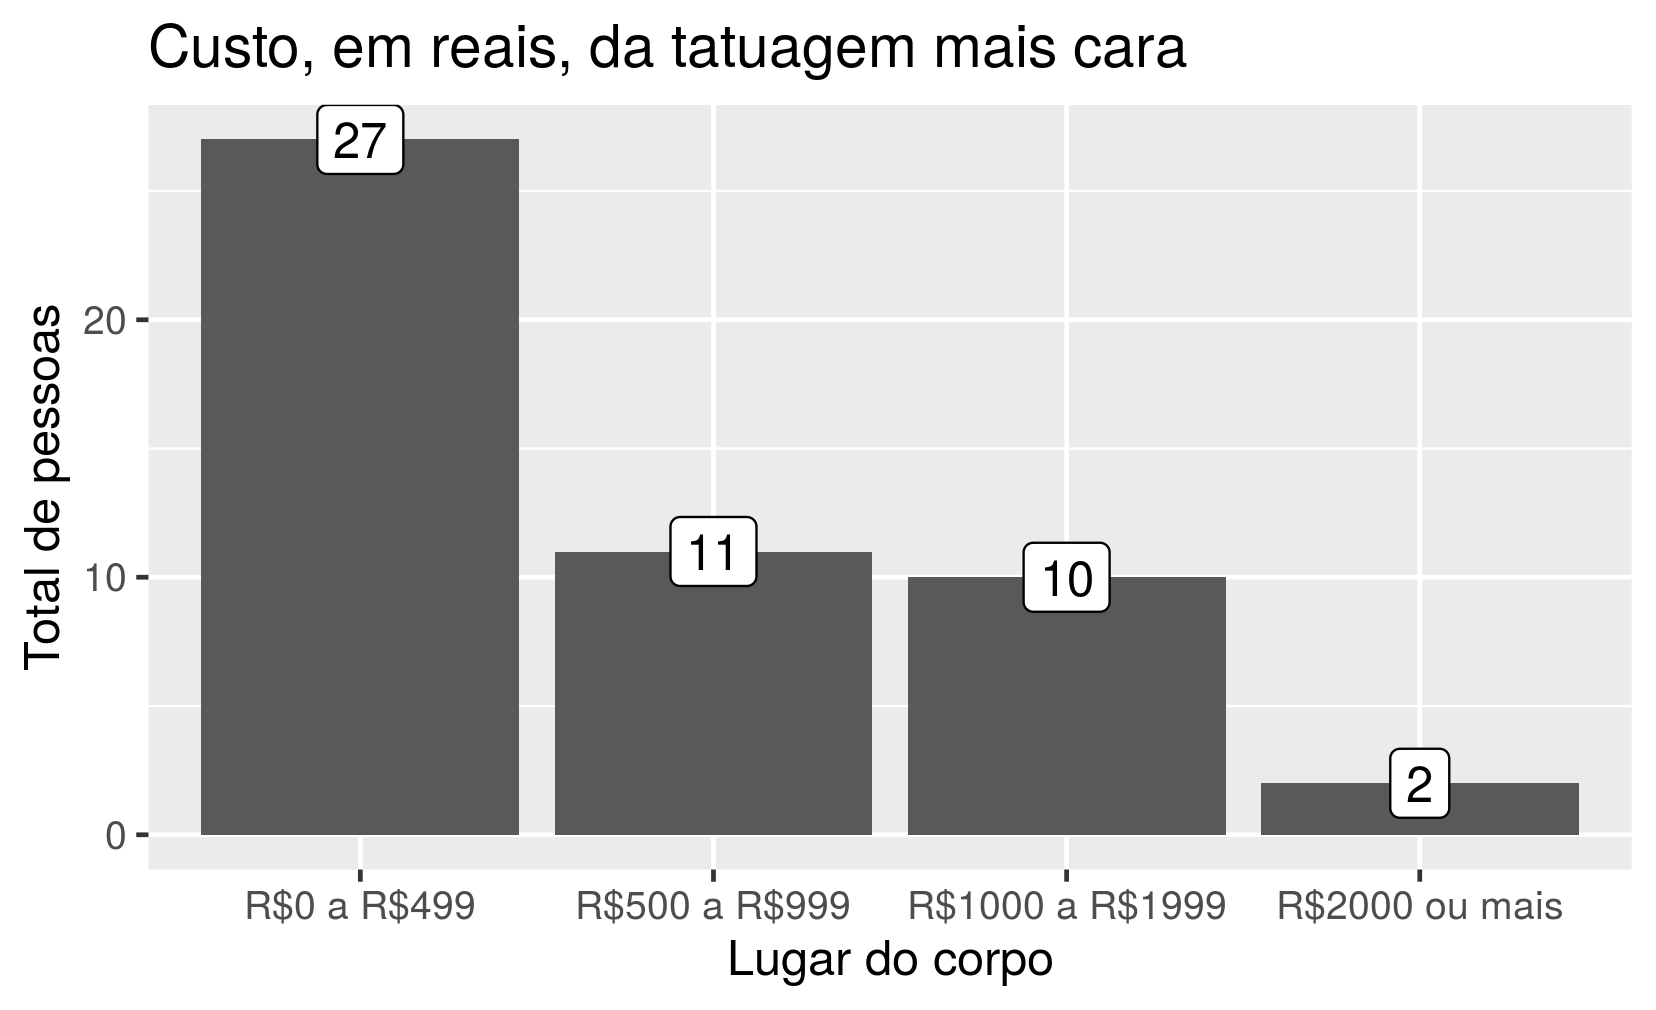 Custo, em reais, da tatuagem mais cara
Total de pessoas
20
10
0
27
11
10
2
R$0 a R$499
R$500 a R$999
R$1000 a R$1999
R$2000 ou mais
Lugar do corpo